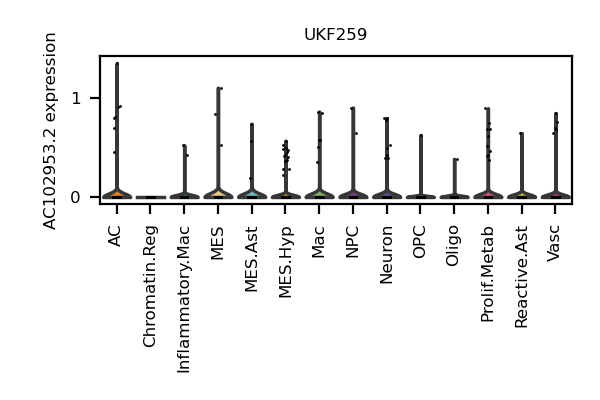 UKF259
AC102953.2 expression
1
0
AC
Chromatin.Reg
Inflammatory.Mac
MES
MES.Ast
MES.Hyp
Mac
NPC
Neuron
OPC
Oligo
Prolif.Metab
Reactive.Ast
Vasc